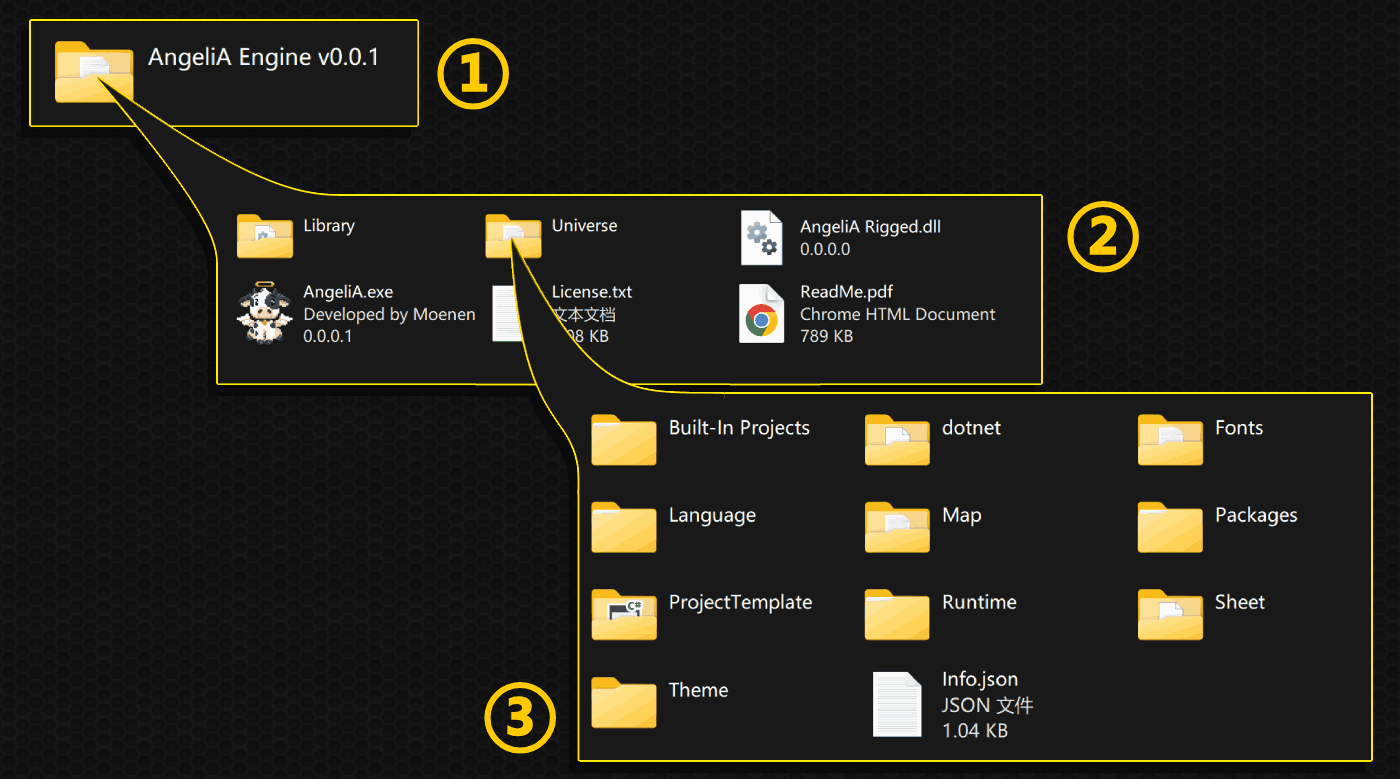 AngeliA Engine v0.0.1
①
Library
Universe
AngeliA Rigged.dll
0.0.0.0
②
AngeliA.exe
Developed by Moenen
0.0.0.1
License.txt
文本文档
08 KB
ReadMe.pdf
Chrome HTML Document
789 KB
Built-In Projects
dotnet
Fonts
Language
Map
Packages
ProjectTemplate
C#
Runtime
Sheet
Theme
Info.json
JSON 文件
1.04 KB
③